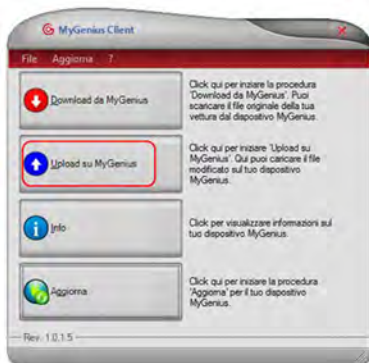 MyGenius Client
File Aggiorna ?
Download da MyGenius
Click qui per iniziare la procedura
'Download da MyGenius'. Puoi
scaricare il file originale della tua
vettura dal dispositivo MyGenius.
Upload su MyGenius
Click qui per iniziare 'Upload su
MyGenius'. Qui puoi caricare il file
modificato sul tuo dispositivo
MyGenius.
Info
Click per visualizzare informazioni sul
tuo dispositivo MyGenius.
Aggiorna
Click qui per iniziare la procedura
'Aggiorna' per il tuo dispositivo
MyGenius.
Rev. 1.0.1.5